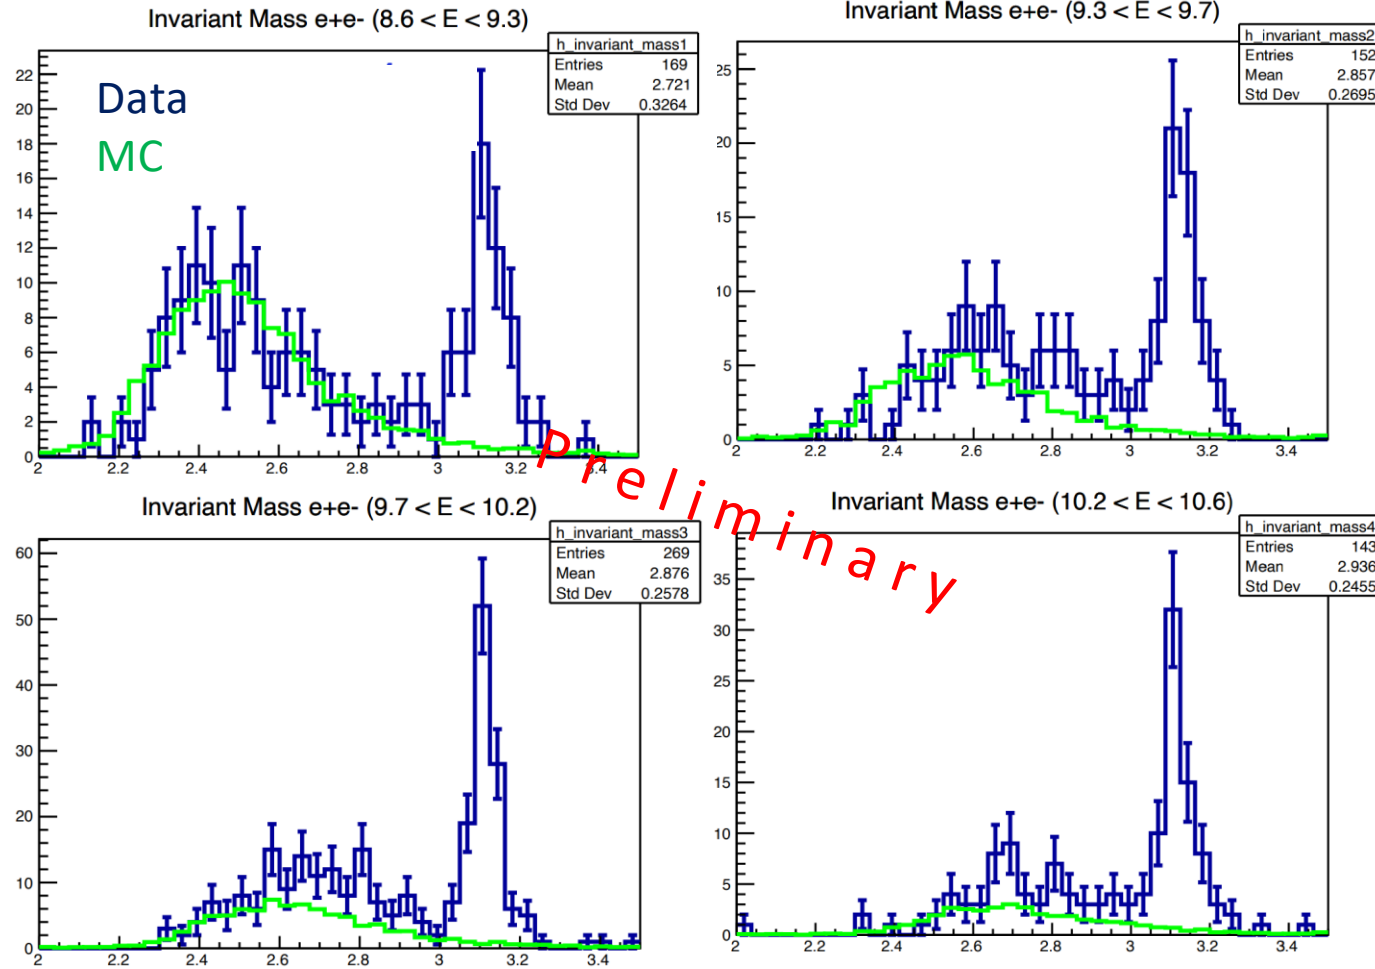 Invariant Mass e+e- (8.6 < E < 9.3)
h_invariant_mass1
Entries 169
Mean 2.721
Std Dev 0.3264
Data
MC
22
20
18
16
14
12
10
8
6
4
2
0
2 2.2 2.4 2.6 2.8 3 3.2 3.4
Invariant Mass e+e- (9.3 < E < 9.7)
h_invariant_mass2
Entries 152
Mean 2.857
Std Dev 0.2695
25
20
15
10
5
0
2 2.2 2.4 2.6 2.8 3 3.2 3.4
Preliminary
Invariant Mass e+e- (9.7 < E < 10.2)
h_invariant_mass3
Entries 269
Mean 2.876
Std Dev 0.2578
60
50
40
30
20
10
0
2 2.2 2.4 2.6 2.8 3 3.2 3.4
Invariant Mass e+e- (10.2 < E < 10.6)
h_invariant_mass4
Entries 143
Mean 2.936
Std Dev 0.2455
35
30
25
20
15
10
5
0
2 2.2 2.4 2.6 2.8 3 3.2 3.4